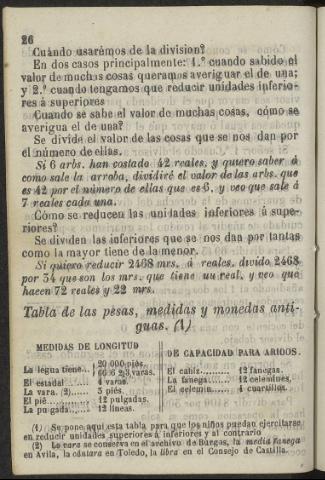 26
Cuándo usarémos de la division?
En dos casos principalmente: 1.º cuando sabido el
valor de muchas cosas queramos averiguar el de una;
y 2.º cuando tengamos que reducir unidades inferio-
res á superiores
Cuando se sabe el valor de muchas cosas, cómo se
averigua el de una?
Se divide el valor de las cosas que se nos dan por
el número de ellas.
Si 6 arbs. han costado 42 reales, y quiero saber á
como sale la arroba, dividiré el valor de las arbs. que
es 42 por el número de ellas que es 6, y veo que sale á
7 reales cada una.
Cómo se reducen las unidades inferiores á supe-
riores?
Se dividen las inferiores que se nos dan por tantas
como la mayor tiene de la menor.
Si quiero reducir 2468 mrs. á reales, divido 2468
por 34 que son los mrs. que tiene un real, y veo que
hacen 72 reales y 22 mrs.
Tabla de las pesas, medidas y monedas anti-
guas. (1)
MEDIDAS DE LONGITUD
La légua tiene.. 20 000 piés.
6666 2/3 varas.
El estadal . . . . 4 varas.
La vara. (2). . . . 3 piés.
El pié. . . . . 12 pulgadas.
La pulgada. . . . 12 líneas.
DE CAPACIDAD PARA ARIDOS.
El cahiz. . . . . 12 fanegas.
La fanega. . . . . 12 celemines.
El celemin. . . . . 4 cuartillos.
(1) Se pone aquí esta tabla para que los niños puedan ejercitarse
en reducir unidades superiores á inferiores y al contrario
(2) La vara se conserva en el archivo de Burgos, la media fanega
en Avila, la cántara en Toledo, la libra en el Consejo de Castilla.